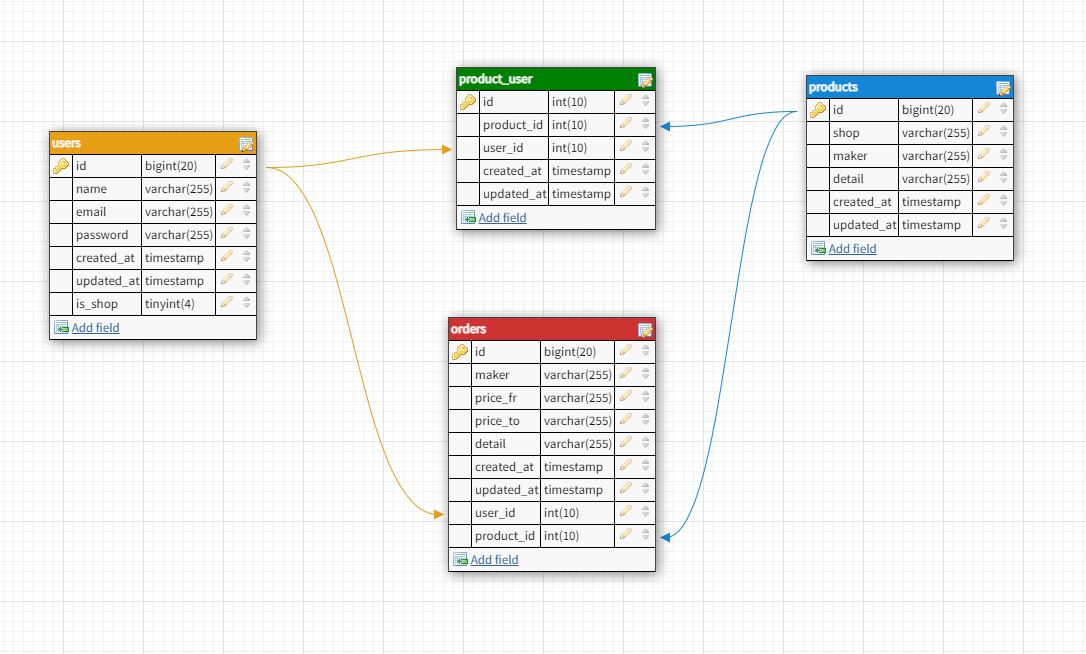 users
id bigint(20)
name varchar(255)
email varchar(255)
password varchar(255)
created_at timestamp
updated_at timestamp
is_shop tinyint(4)
Add field
product_user
id int(10)
product_id int(10)
user_id int(10)
created_at timestamp
updated_at timestamp
Add field
products
id bigint(20)
shop varchar(255)
maker varchar(255)
detail varchar(255)
created_at timestamp
updated_at timestamp
Add field
orders
id bigint(20)
maker varchar(255)
price_fr varchar(255)
price_to varchar(255)
detail varchar(255)
created_at timestamp
updated_at timestamp
user_id int(10)
product_id int(10)
Add field